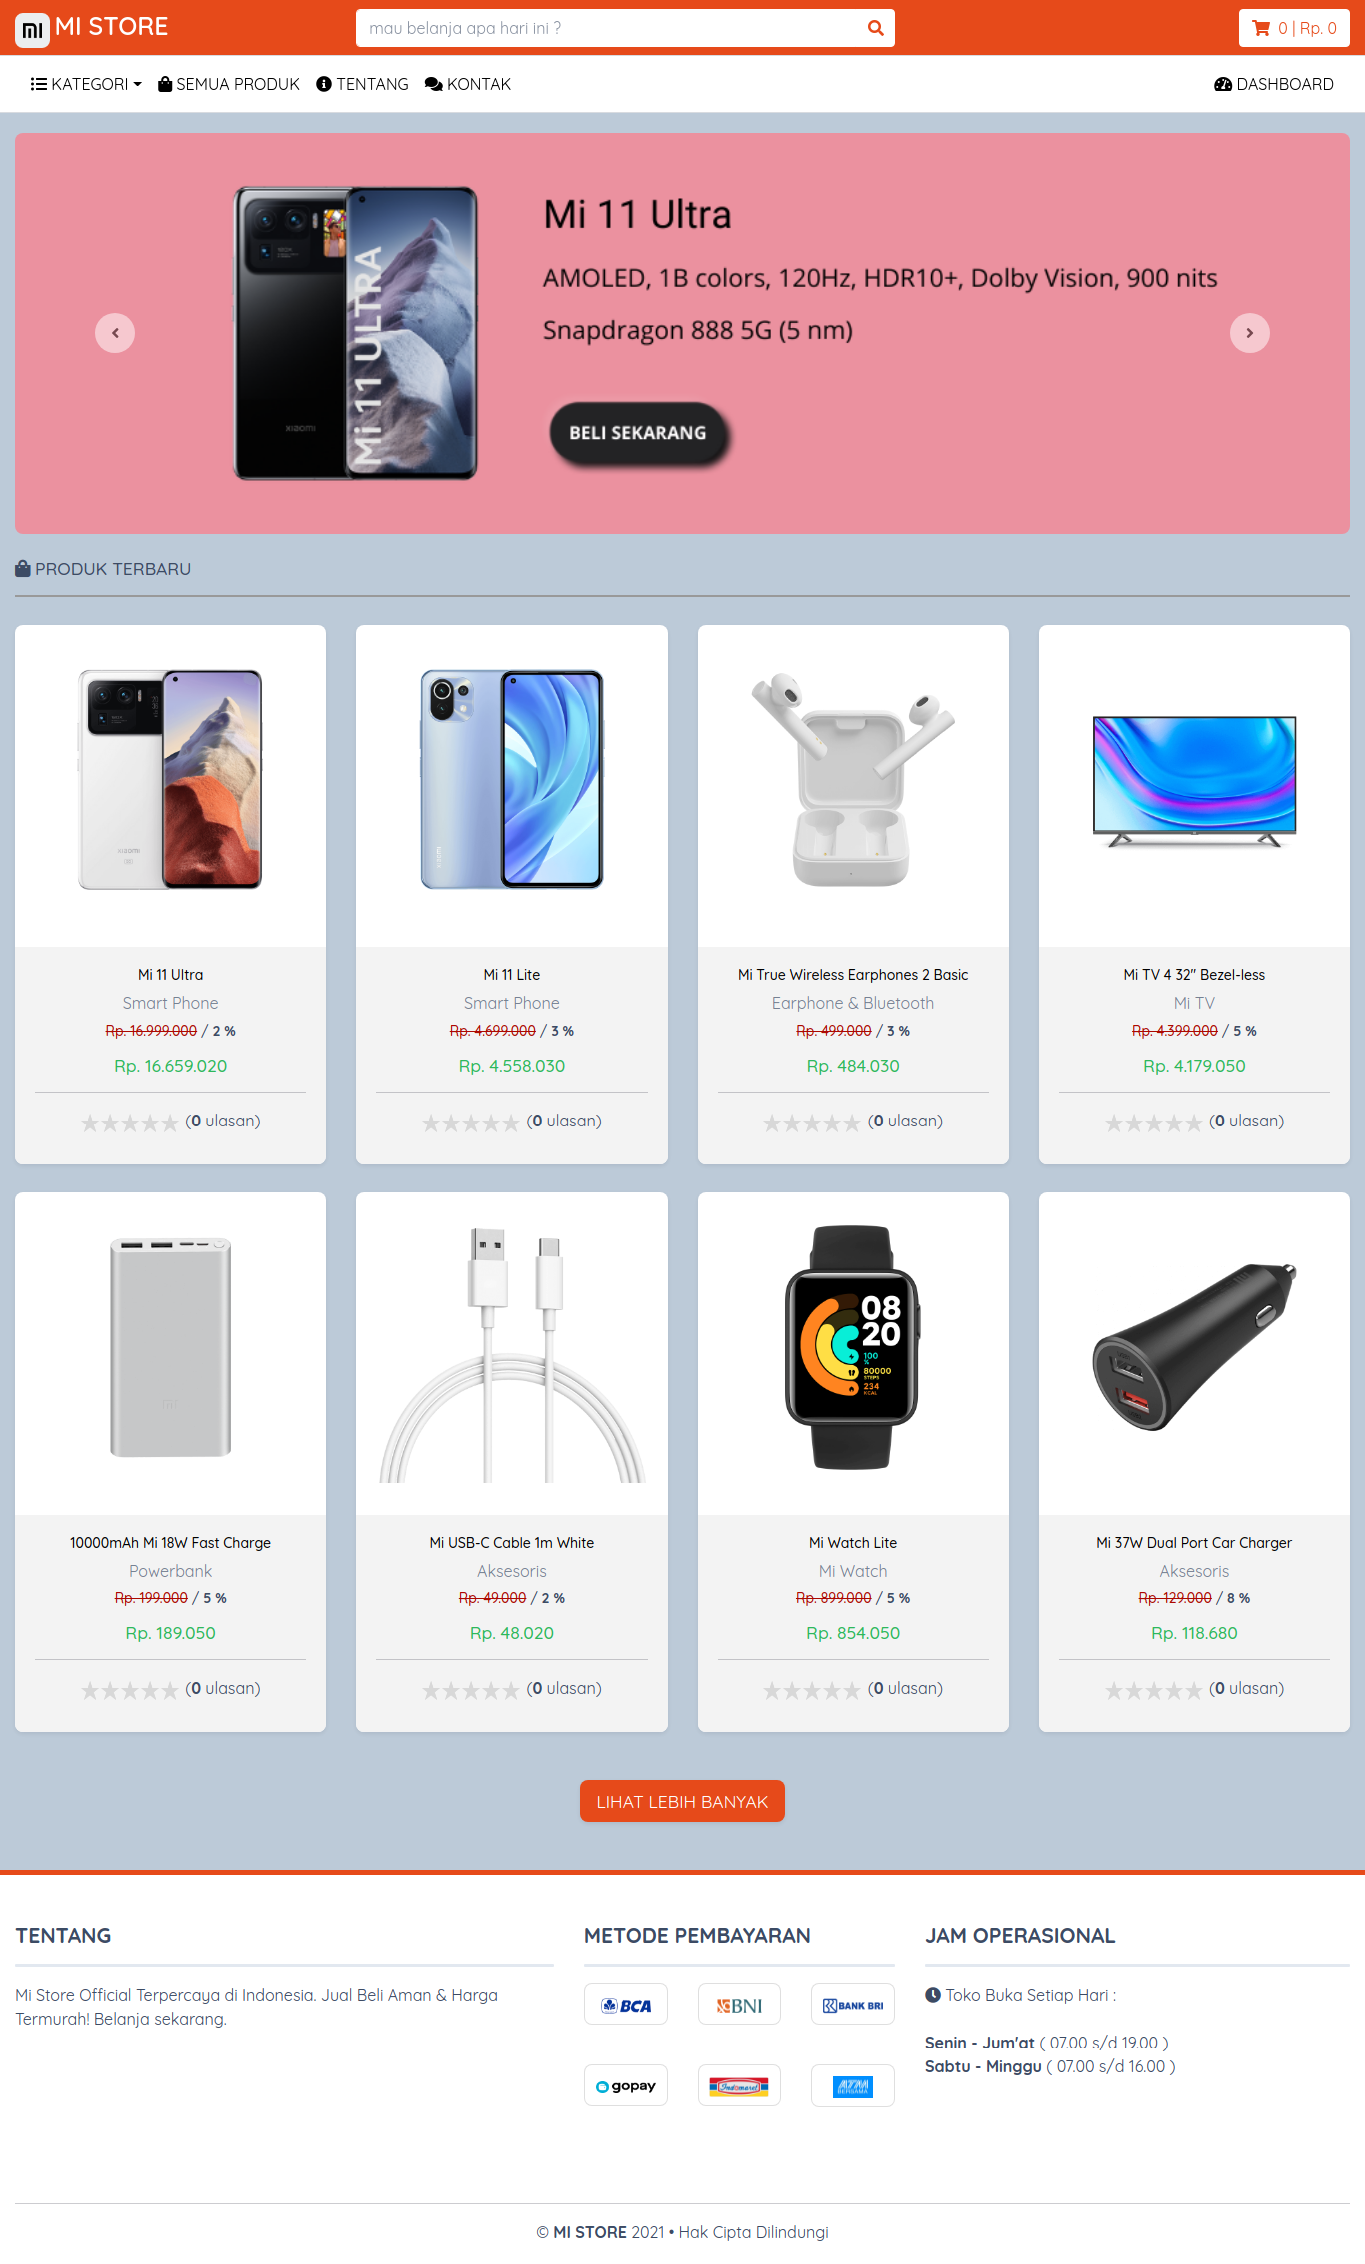 MI STORE
mau belanja apa hari ini ?
0 | Rp. 0
KATEGORI
SEMUA PRODUK
TENTANG
KONTAK
DASHBOARD
Mi 11 Ultra
AMOLED, 1B colors, 120Hz, HDR10+, Dolby Vision, 900 nits
Snapdragon 888 5G (5 nm)
BELI SEKARANG
Mi 11 ULTRA
xiaomi
PRODUK TERBARU
Mi 11 Ultra
Smart Phone
Rp. 16.999.000 / 2 %
Rp. 16.659.020
(0 ulasan)
Mi 11 Lite
Smart Phone
Rp. 4.699.000 / 3 %
Rp. 4.558.030
(0 ulasan)
Mi True Wireless Earphones 2 Basic
Earphone & Bluetooth
Rp. 499.000 / 3 %
Rp. 484.030
(0 ulasan)
Mi TV 4 32" Bezel-less
Mi TV
Rp. 4.399.000 / 5 %
Rp. 4.179.050
(0 ulasan)
10000mAh Mi 18W Fast Charge
Powerbank
Rp. 199.000 / 5 %
Rp. 189.050
(0 ulasan)
Mi USB-C Cable 1m White
Aksesoris
Rp. 49.000 / 2 %
Rp. 48.020
(0 ulasan)
08
20
100
%
80000
STEPS
234
KCAL
Mi Watch Lite
Mi Watch
Rp. 899.000 / 5 %
Rp. 854.050
(0 ulasan)
Mi 37W Dual Port Car Charger
Aksesoris
Rp. 129.000 / 8 %
Rp. 118.680
(0 ulasan)
LIHAT LEBIH BANYAK
TENTANG
Mi Store Official Terpercaya di Indonesia. Jual Beli Aman & Harga
Termurah! Belanja sekarang.
METODE PEMBAYARAN
BCA
BNI
BANK BRI
gopay
Indomaret
ATM
BERSAMA
JAM OPERASIONAL
Toko Buka Setiap Hari :
Senin - Jum'at ( 07.00 s/d 19.00 )
Sabtu - Minggu ( 07.00 s/d 16.00 )
© MI STORE 2021 • Hak Cipta Dilindungi